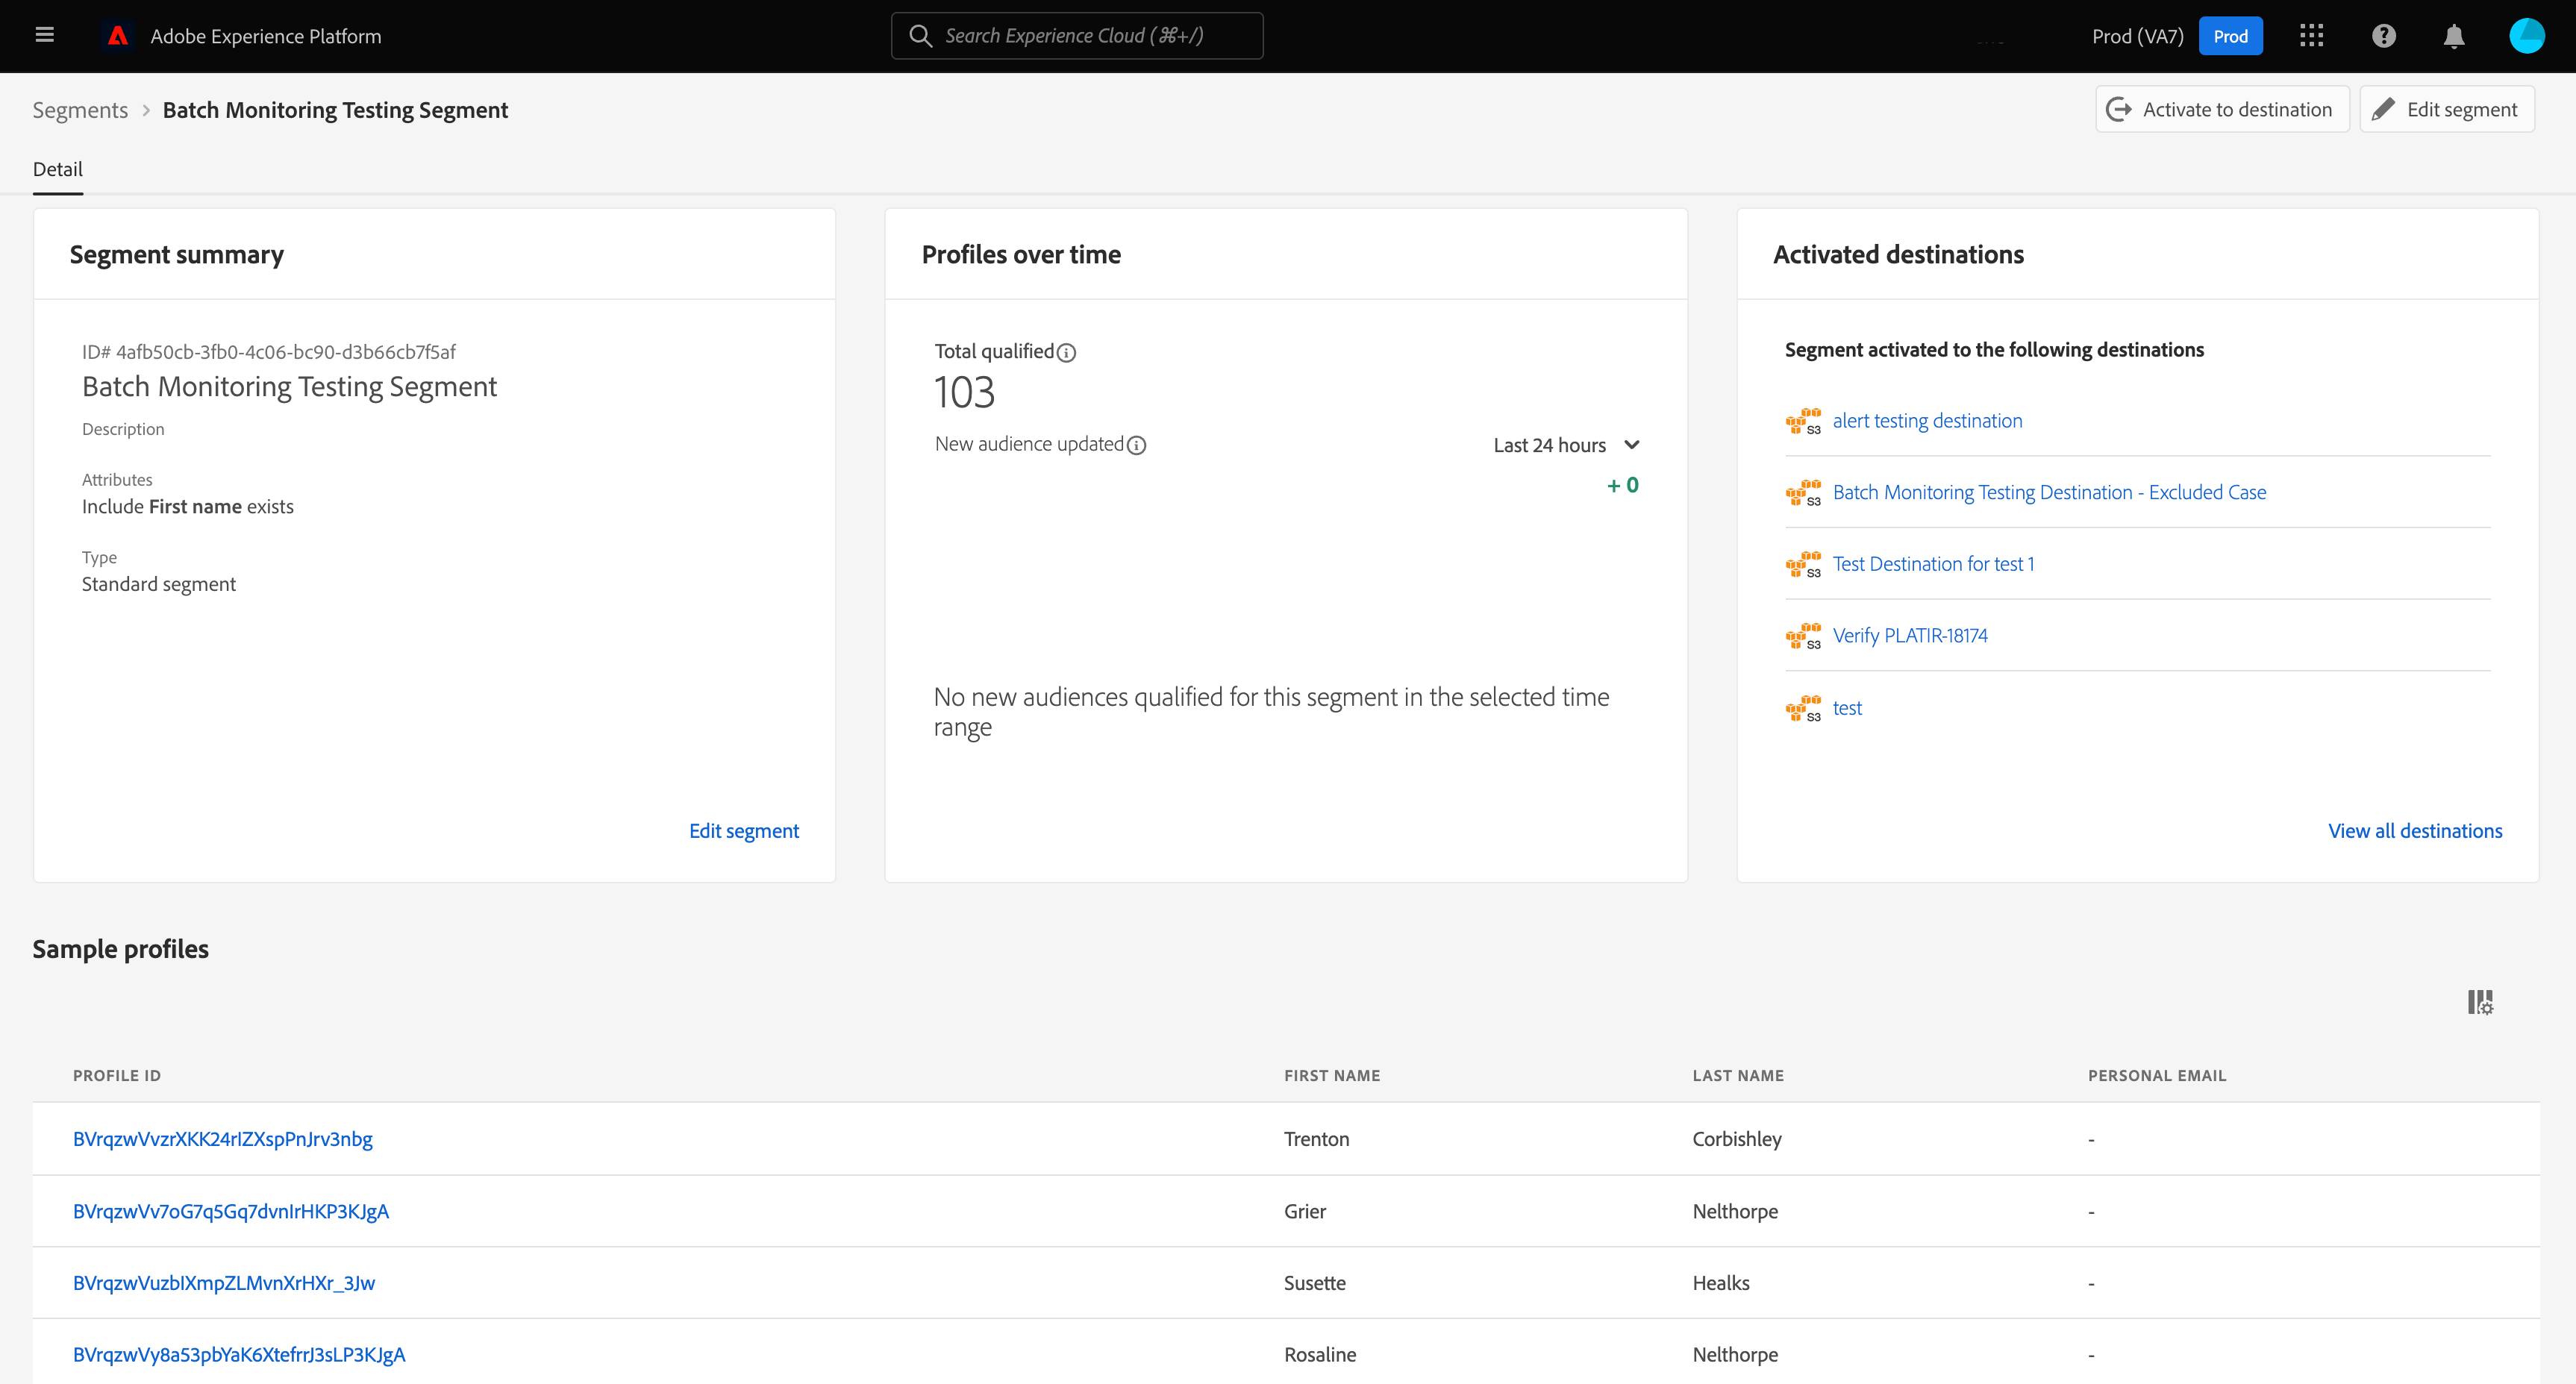 Adobe Experience Platform
Search Experience Cloud (⌘+/)
Prod (VA7)
Prod
Segments > Batch Monitoring Testing Segment
Activate to destination
Edit segment
Detail
Segment summary
ID# 4afb50cb-3fb0-4c06-bc90-d3b66cb7f5af
Batch Monitoring Testing Segment
Description
Attributes
Include First name exists
Type
Standard segment
Edit segment
Profiles over time
Total qualified
103
New audience updated
Last 24 hours
+ 0
No new audiences qualified for this segment in the selected time
range
Activated destinations
Segment activated to the following destinations
S3 alert testing destination
S3 Batch Monitoring Testing Destination - Excluded Case
S3 Test Destination for test 1
S3 Verify PLATIR-18174
S3 test
View all destinations
Sample profiles
PROFILE ID FIRST NAME LAST NAME PERSONAL EMAIL
BVrqzwVvzrXKK24rIZXspPnJrv3nbg Trenton Corbishley -
BVrqzwVv7oG7q5Gq7dvnIrHKP3KJgA Grier Nelthorpe -
BVrqzwVuzbIXmpZLMvnXrHXr_3Jw Susette Healks -
BVrqzwVy8a53pbYaK6XtefrrJ3sLP3KJgA Rosaline Nelthorpe -